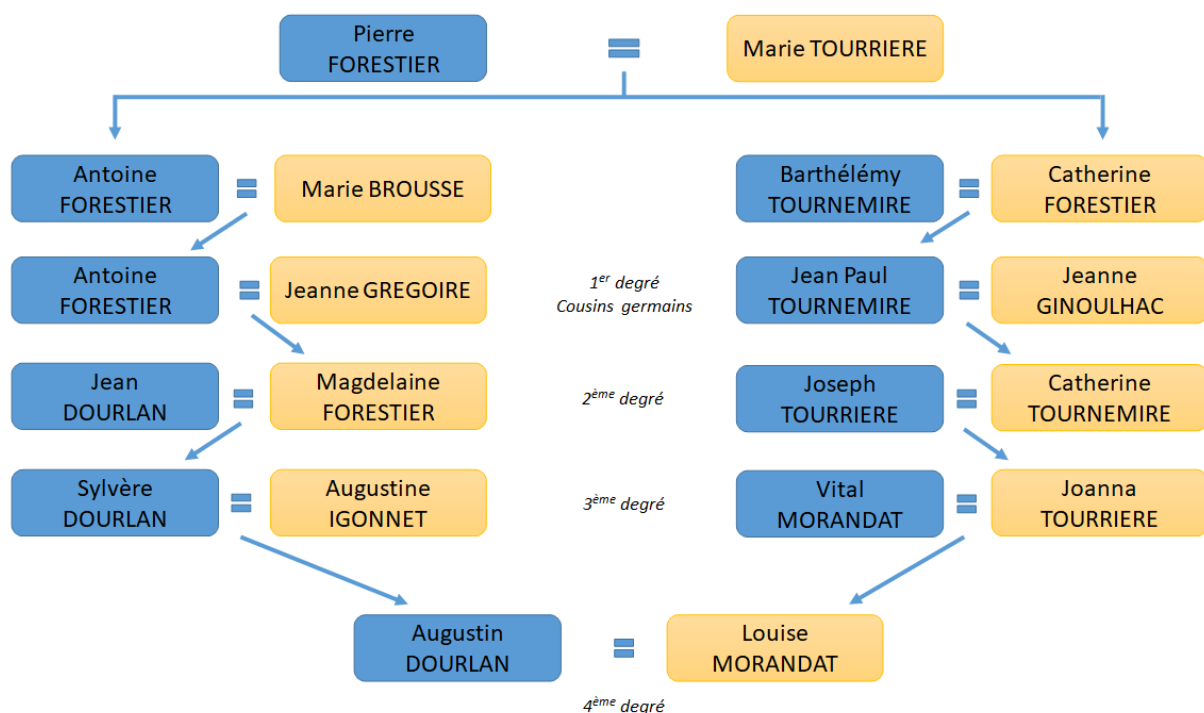 Pierre
FORESTIER
Marie TOURRIERE
Antoine
FORESTIER
Marie BROUSSE
Barthélémy
TOURNEMIRE
Catherine
FORESTIER
Antoine
FORESTIER
Jeanne GREGOIRE
1er degré
Cousins germains
Jean Paul
TOURNEMIRE
Jeanne
GINOULHAC
Jean
DOURLAN
Magdelaine
FORESTIER
2ème degré
Joseph
TOURRIERE
Catherine
TOURNEMIRE
Sylvère
DOURLAN
Augustine
IGONNET
3ème degré
Vital
MORANDAT
Joanna
TOURRIERE
Augustin
DOURLAN
Louise
MORANDAT
4ème degré